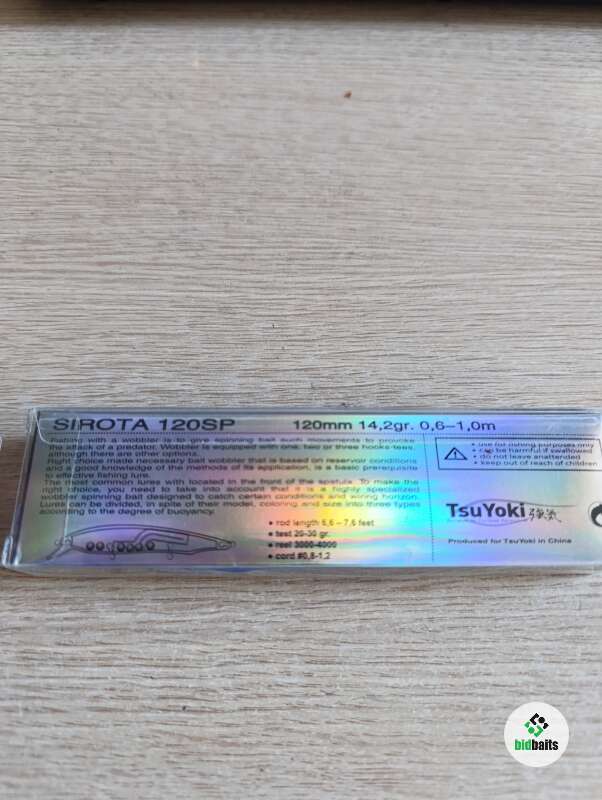 SIROTA 120SP 120mm 14,2gr. 0,6-1,0m
Fishing with a wobbler is to give spinning bait such movements to provoke
the attack of a predator. Wobbler is equipped with one, two or three hooks-tees,
although there are other options.
Right choice made necessary bait wobbler that is based on reservoir conditions
and a good knowledge of the methods of its application, is a basic prerequisite
to effective fishing lure.
The most common lures with located in the front of the spatula. To make the
right choice, you need to take into account that it is a highly specialized
wobbler spinning bait designed to catch certain conditions and wiring horizon.
Lures can be divided, in spite of their model, coloring and size into three types
according to the degree of buoyancy.
• rod length 5,6 - 7,6 feet
• test 20-30 gr.
• reel 3000-4000
• cord #0,8-1,2
• use for fishing purposes only
• may be harmful if swallowed
• do not leave unattended
• keep out of reach of children
TsuYoki
Produced for TsuYoki in China
bidbaits